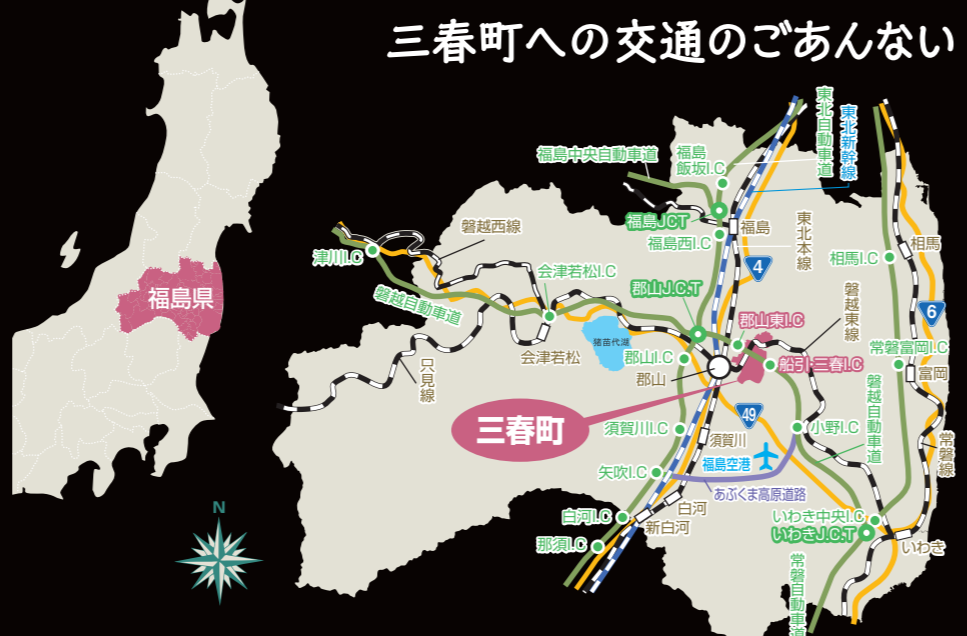 三春町への交通のごあんない
福島県
N
東北自動車道
東北新幹線
福島中央自動車道
福島
飯坂I.C
福島JCT
福島
福島西I.C
東北本線
4
相馬
相馬I.C
6
磐越西線
津川I.C
会津若松I.C
磐越自動車道
郡山J.C.T
郡山東I.C
磐越東線
猪苗代湖
会津若松
只見線
郡山I.C
郡山
船引・三春I.C
常磐富岡I.C
富岡
三春町
49
須賀川I.C
須賀川
小野I.C
磐越自動車道
常磐線
福島空港
矢吹I.C
あぶくま高原道路
白河
白河I.C
新白河
那須I.C
いわき中央I.C
いわきJ.C.T
いわき
常磐自動車道